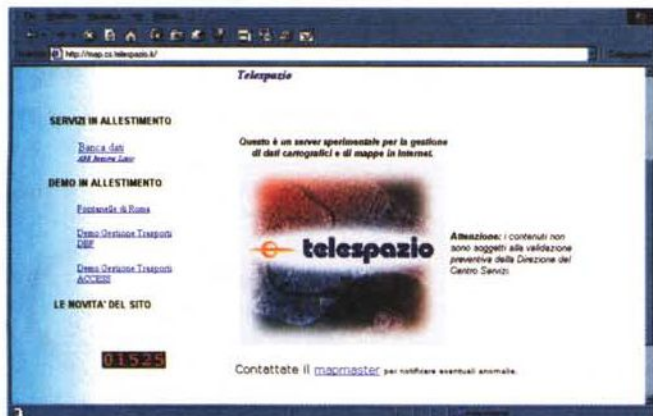 http://map.cs.telespazio.it/
Telespazio
SERVIZI IN ALLESTIMENTO
Banca dati
DEMO IN ALLESTIMENTO
Fontanelle di Roma
Demo Gestione Trasporti
DBF
Demo Gestione Trasporti
ACCESS
LE NOVITA' DEL SITO
01525
Questo è un server sperimentale per la gestione
di dati cartografici e di mappe in Internet.
telespazio
Attenzione: i contenuti non
sono soggetti alla validazione
preventiva della Direzione del
Centro Servizi.
Contattate il mapmaster per notificare eventuali anomalie.
3